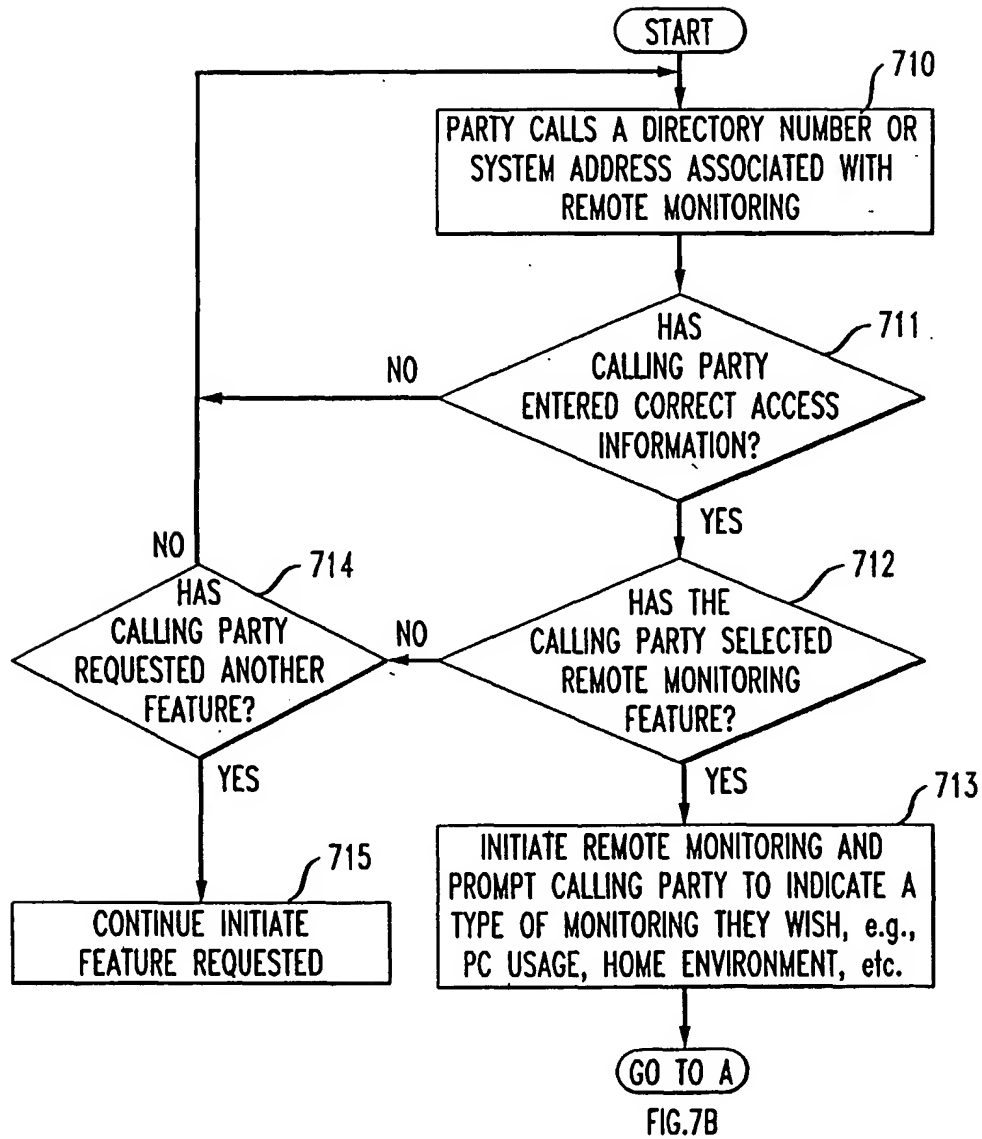 START
710
PARTY CALLS A DIRECTORY NUMBER OR
SYSTEM ADDRESS ASSOCIATED WITH
REMOTE MONITORING
711
HAS
CALLING PARTY
ENTERED CORRECT ACCESS
INFORMATION?
NO
YES
712
HAS THE
CALLING PARTY SELECTED
REMOTE MONITORING
FEATURE?
NO
YES
714
NO
HAS
CALLING PARTY
REQUESTED ANOTHER
FEATURE?
YES
715
CONTINUE INITIATE
FEATURE REQUESTED
713
INITIATE REMOTE MONITORING AND
PROMPT CALLING PARTY TO INDICATE A
TYPE OF MONITORING THEY WISH, e.g.,
PC USAGE, HOME ENVIRONMENT, etc.
GO TO A
FIG.7B